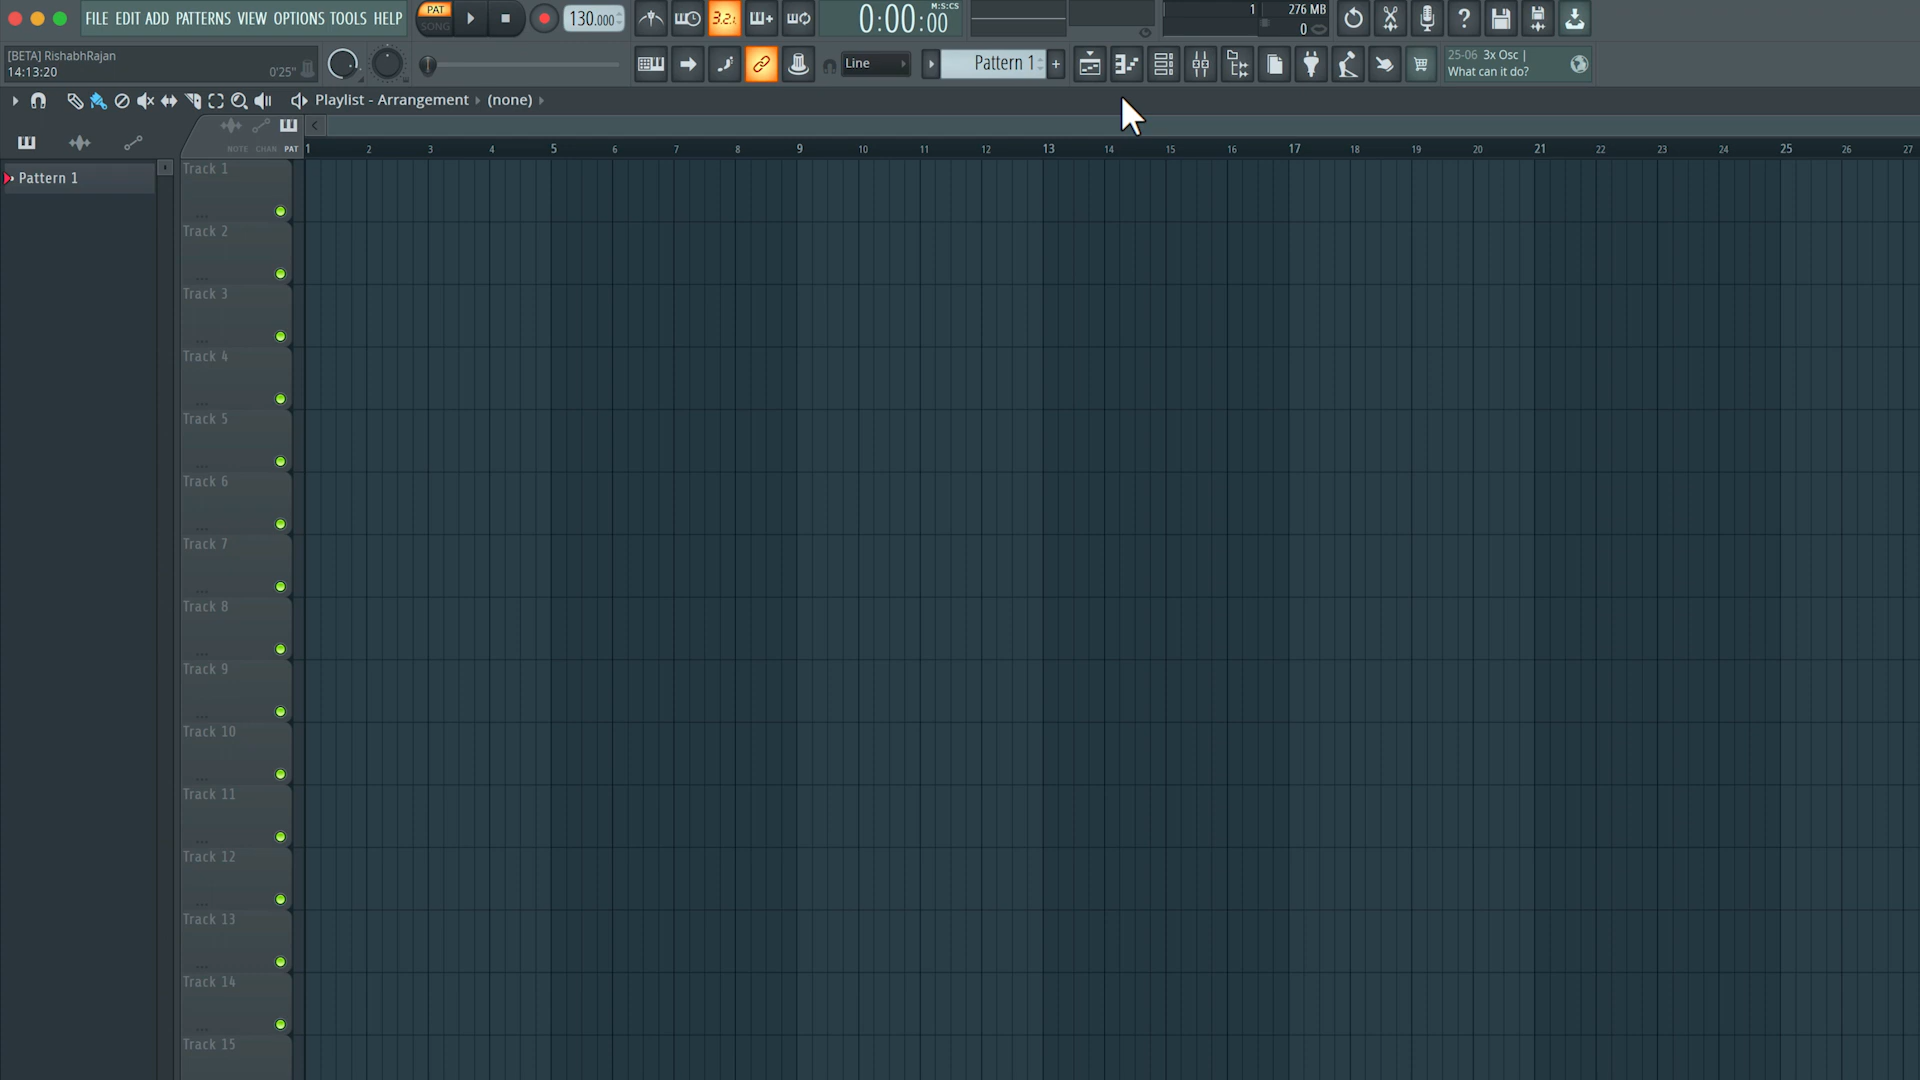 FILE EDIT ADD PATTERNS VIEW OPTIONS TOOLS HELP
PAT
SONG
130.000
3.2.
0:00:00
M:S:CS
1
276 MB
0
[BETA] RishabhRajan
14:13:20
0'25"
Line
Pattern 1
+
25-06 3x Osc |
What can it do?
Playlist - Arrangement
(none)
NOTE CHAN PAT
1 2 3 4 5 6 7 8 9 10 11 12 13 14 15 16 17 18 19 20 21 22 23 24 25 26 27
Pattern 1
Track 1
Track 2
Track 3
Track 4
Track 5
Track 6
Track 7
Track 8
Track 9
Track 10
Track 11
Track 12
Track 13
Track 14
Track 15